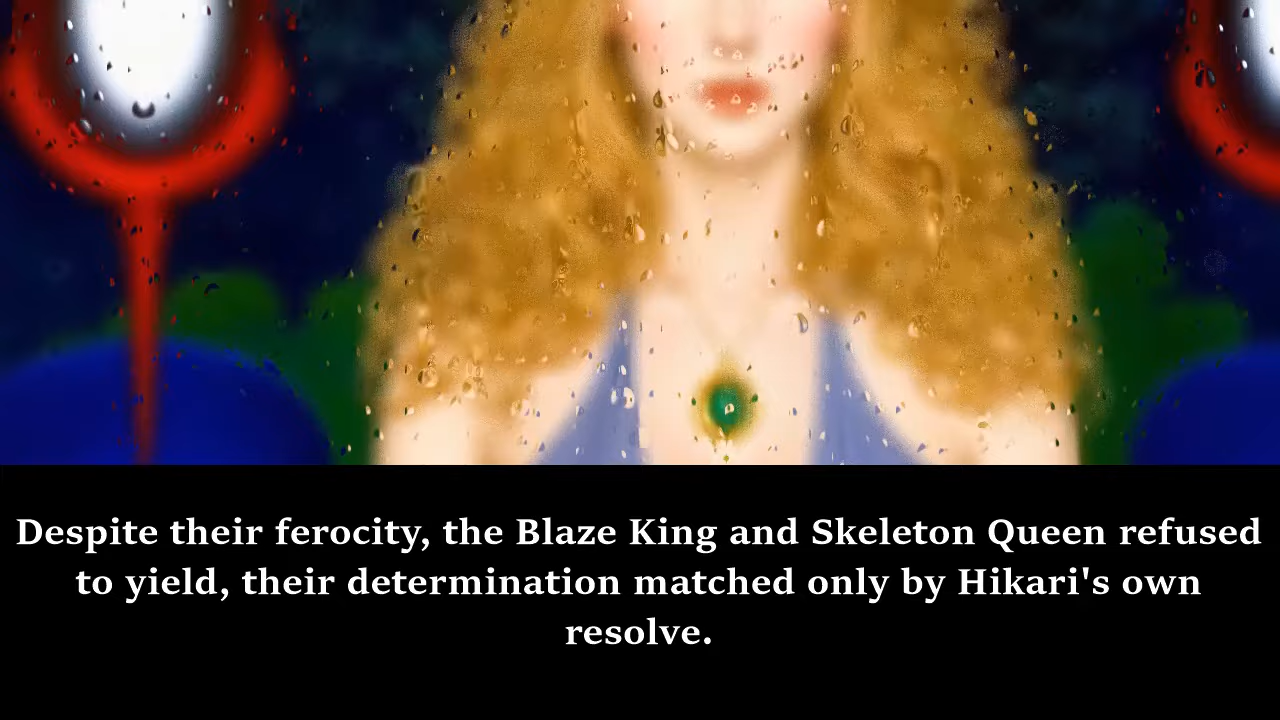 Despite their ferocity, the Blaze King and Skeleton Queen refused
to yield, their determination matched only by Hikari's own
resolve.